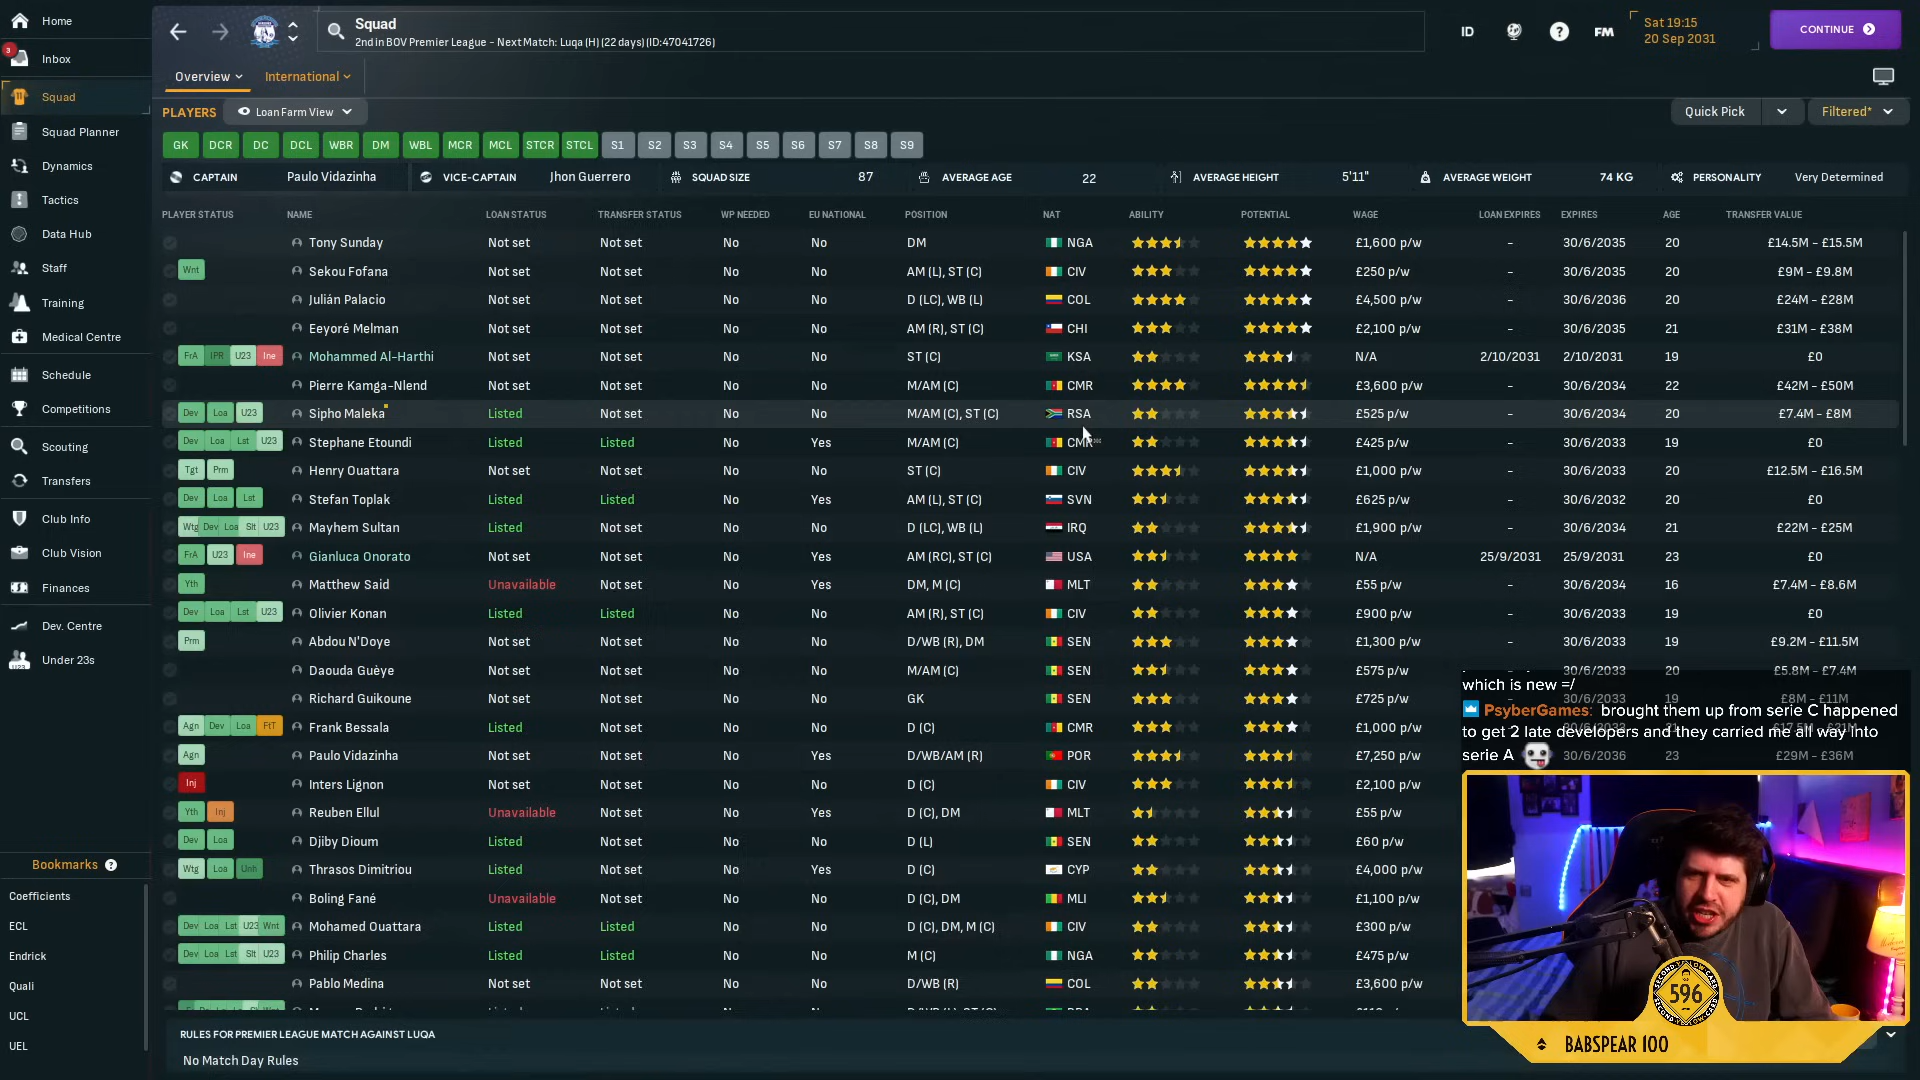 Home
3
Inbox
Squad
Squad Planner
Dynamics
Tactics
Data Hub
Staff
Training
Medical Centre
Schedule
Competitions
Scouting
Transfers
Club Info
Club Vision
Finances
Dev. Centre
Under 23s
Bookmarks ?
Coefficients
ECL
Endrick
Quali
UCL
UEL
Squad
2nd in BOV Premier League - Next Match: Luqa (H) (22 days) (ID:47041726)
ID ? FM
Sat 19:15
20 Sep 2031
CONTINUE
Overview International
PLAYERS Loan Farm View Quick Pick Filtered*
GK DCR DC DCL WBR DM WBL MCR MCL STCR STCL S1 S2 S3 S4 S5 S6 S7 S8 S9
CAPTAIN Paulo Vidazinha VICE-CAPTAIN Jhon Guerrero SQUAD SIZE 87 AVERAGE AGE 22 AVERAGE HEIGHT 5'11" AVERAGE WEIGHT 74 KG PERSONALITY Very Determined
PLAYER STATUS NAME LOAN STATUS TRANSFER STATUS WP NEEDED EU NATIONAL POSITION NAT ABILITY POTENTIAL WAGE LOAN EXPIRES EXPIRES AGE TRANSFER VALUE
Tony Sunday Not set Not set No No DM NGA £1,600 p/w - 30/6/2035 20 £14.5M - £15.5M
Wnt Sekou Fofana Not set Not set No No AM (L), ST (C) CIV £250 p/w - 30/6/2035 20 £9M - £9.8M
Julián Palacio Not set Not set No No D (LC), WB (L) COL £4,500 p/w - 30/6/2036 20 £24M - £28M
Eeyoré Melman Not set Not set No No AM (R), ST (C) CHI £2,100 p/w - 30/6/2035 21 £31M - £38M
FrA IPR U23 Ine Mohammed Al-Harthi Not set Not set No No ST (C) KSA N/A 2/10/2031 2/10/2031 19 £0
Pierre Kamga-Nlend Not set Not set No No M/AM (C) CMR £3,600 p/w - 30/6/2034 22 £42M - £50M
Dev Loa U23 Sipho Maleka Listed Not set No No M/AM (C), ST (C) RSA £525 p/w - 30/6/2034 20 £7.4M - £8M
Dev Loa Lst U23 Stephane Etoundi Listed Listed No Yes M/AM (C) CMR £425 p/w - 30/6/2033 19 £0
Tgt Prm Henry Ouattara Not set Not set No No ST (C) CIV £1,000 p/w - 30/6/2033 20 £12.5M - £16.5M
Dev Loa Lst Stefan Toplak Listed Listed No Yes AM (L), ST (C) SVN £625 p/w - 30/6/2032 20 £0
Wtg Dev Loa Slt U23 Mayhem Sultan Listed Not set No No D (LC), WB (L) IRQ £1,900 p/w - 30/6/2034 21 £22M - £25M
FrA U23 Ine Gianluca Onorato Not set Not set No Yes AM (RC), ST (C) USA N/A 25/9/2031 25/9/2031 23 £0
Yth Matthew Said Unavailable Not set No Yes DM, M (C) MLT £55 p/w - 30/6/2034 16 £7.4M - £8.6M
Dev Loa Lst U23 Olivier Konan Listed Listed No No AM (R), ST (C) CIV £900 p/w - 30/6/2033 19 £0
Prm Abdou N'Doye Not set Not set No No D/WB (R), DM SEN £1,300 p/w - 30/6/2033 19 £9.2M - £11.5M
Daouda Guèye Not set Not set No No M/AM (C) SEN £575 p/w - 30/6/2033 20 £5.8M - £7.4M
Richard Guikoune Not set Not set No No GK SEN £725 p/w - 30/6/2033 19 £8M - £11M
Agn Dev Loa FtT Frank Bessala Listed Not set No No D (C) CMR £1,000 p/w
Agn Paulo Vidazinha Not set Not set No Yes D/WB/AM (R) POR £7,250 p/w 30/6/2036 23 £29M - £36M
Inj Inters Lignon Not set Not set No No D (C) CIV £2,100 p/w
Yth Inj Reuben Ellul Unavailable Not set No Yes D (C), DM MLT £55 p/w
Dev Loa Djiby Dioum Listed Not set No No D (L) SEN £60 p/w
Wtg Loa Unh Thrasos Dimitriou Listed Not set No Yes D (C) CYP £4,000 p/w
Boling Fané Unavailable Not set No No D (C), DM MLI £1,100 p/w
Dev Loa Lst U23 Wnt Mohamed Ouattara Listed Listed No No D (C), DM, M (C) CIV £300 p/w
Dev Loa Lst Slt U23 Philip Charles Listed Listed No No M (C) NGA £475 p/w
Pablo Medina Not set Not set No No D/WB (R) COL £3,600 p/w
RULES FOR PREMIER LEAGUE MATCH AGAINST LUQA
No Match Day Rules
which is new =/
PsyberGames: brought them up from serie C happened
to get 2 late developers and they carried me all way into
serie A
SECOND YELLOW CARD
596
BABSPEAR 100